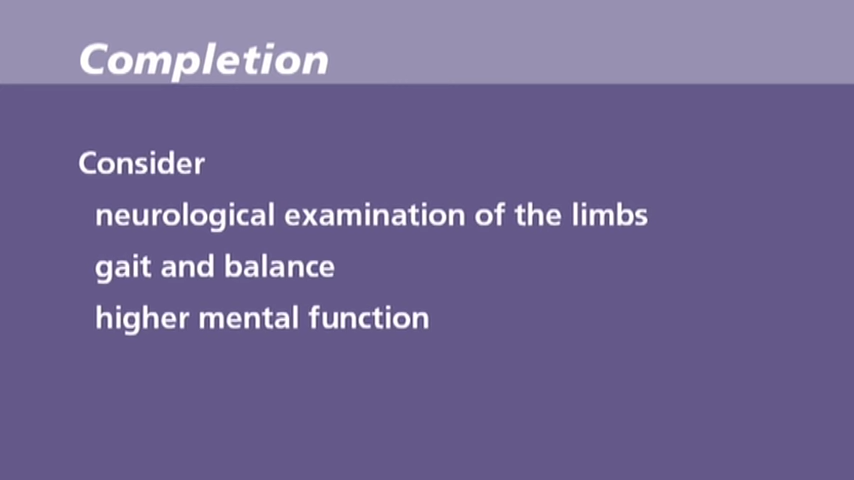 Completion
Consider
neurological examination of the limbs
gait and balance
higher mental function